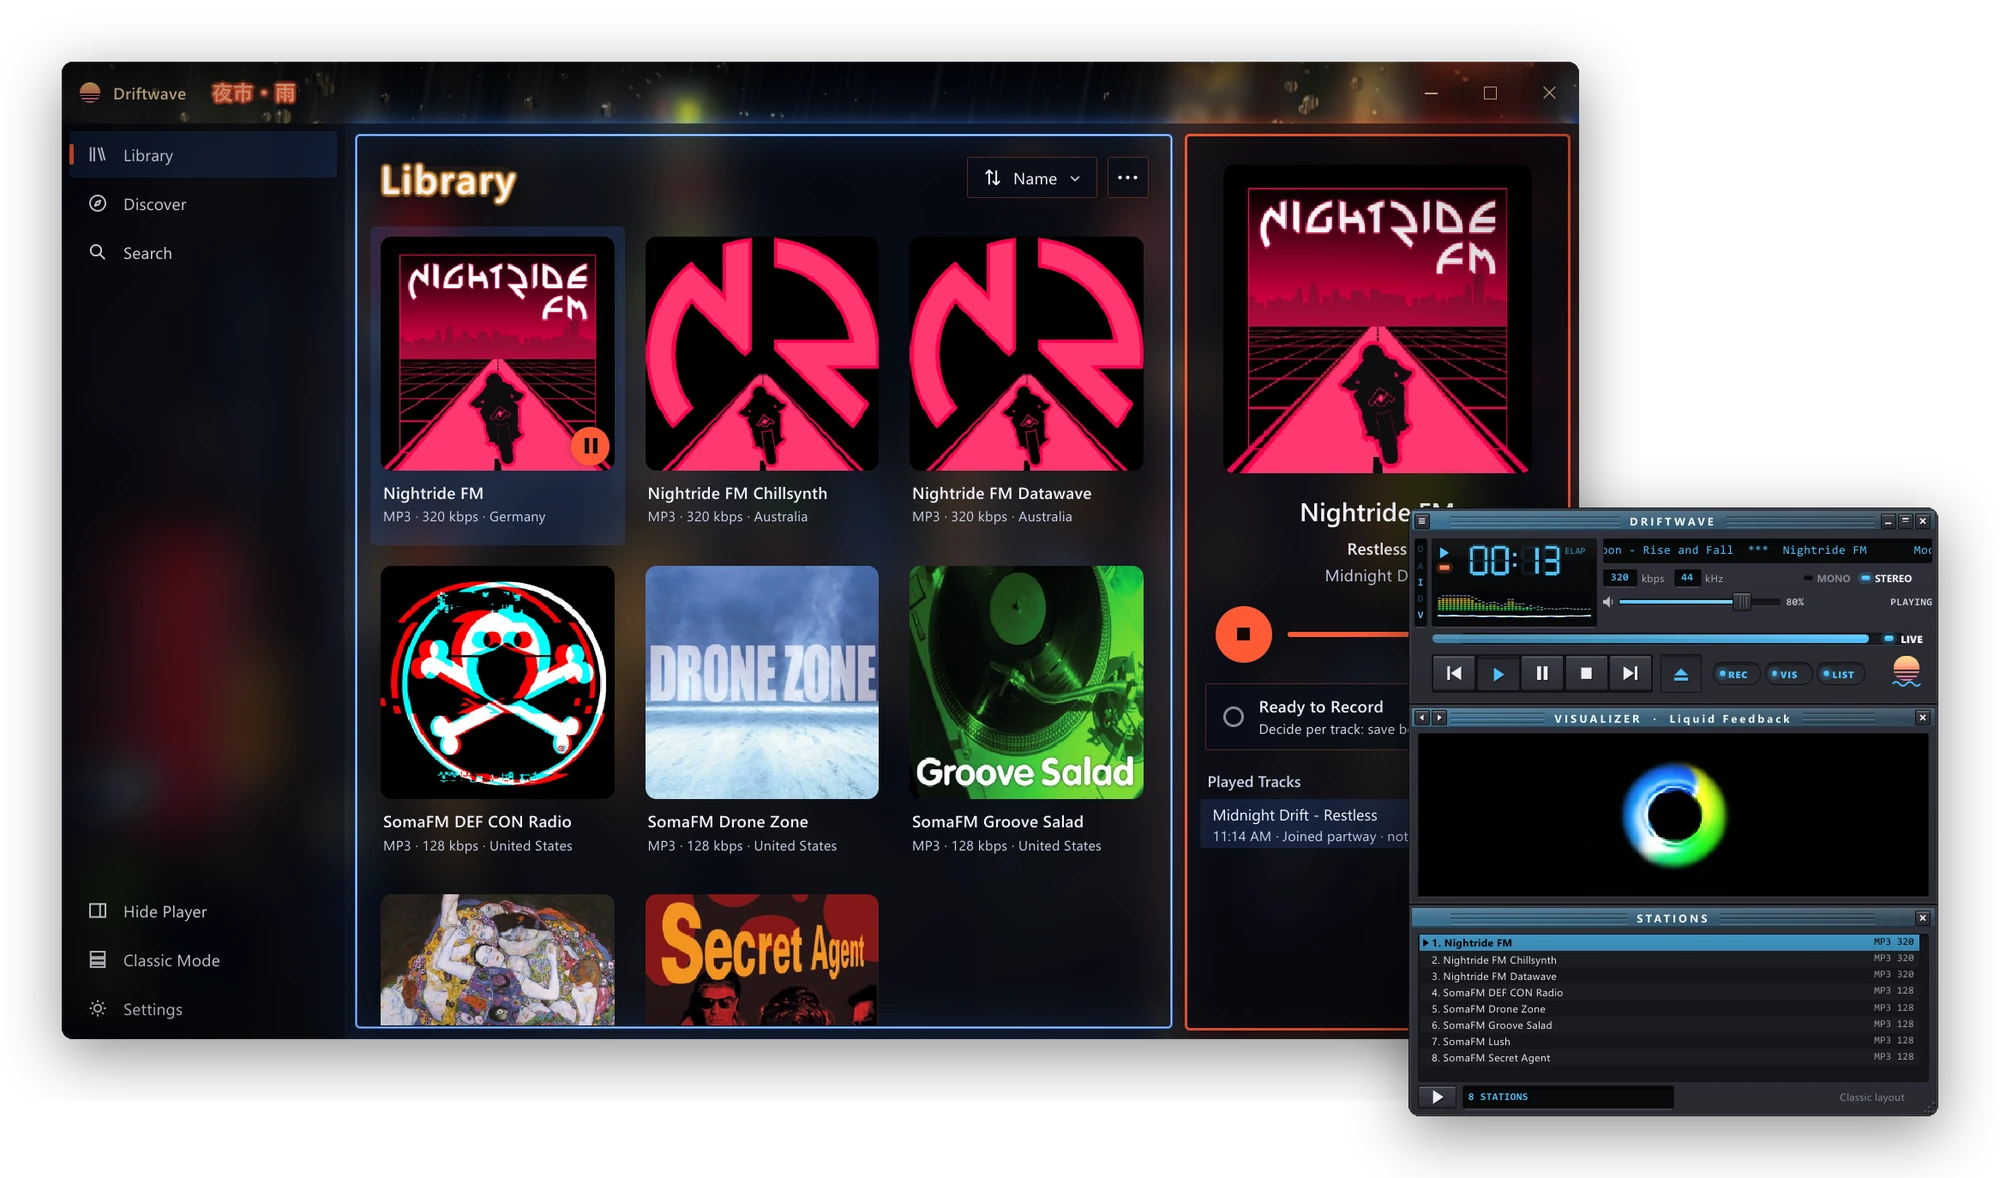 Driftwave 夜市・雨
Library
Discover
Search
Hide Player
Classic Mode
Settings
Library
Name
NIGHTRIDE
FM
Nightride FM
MP3 · 320 kbps · Germany
Nightride FM Chillsynth
MP3 · 320 kbps · Australia
Nightride FM Datawave
MP3 · 320 kbps · Australia
SomaFM DEF CON Radio
MP3 · 128 kbps · United States
DRONE ZONE
SomaFM Drone Zone
MP3 · 128 kbps · United States
Groove Salad
SomaFM Groove Salad
MP3 · 128 kbps · United States
Secret Agent
NIGHTRIDE
FM
Nightride FM
Restless
Midnight D
Ready to Record
Decide per track: save b
Played Tracks
Midnight Drift - Restless
11:14 AM · Joined partway · not
DRIFTWAVE
O
A
I
D
V
00:13
ELAP
oon - Rise and Fall *** Nightride FM Moo
320 kbps 44 kHz MONO STEREO
80% PLAYING
LIVE
REC VIS LIST
VISUALIZER · Liquid Feedback
STATIONS
1. Nightride FM MP3 320
2. Nightride FM Chillsynth MP3 320
3. Nightride FM Datawave MP3 320
4. SomaFM DEF CON Radio MP3 128
5. SomaFM Drone Zone MP3 128
6. SomaFM Groove Salad MP3 128
7. SomaFM Lush MP3 128
8. SomaFM Secret Agent MP3 128
8 STATIONS
Classic layout